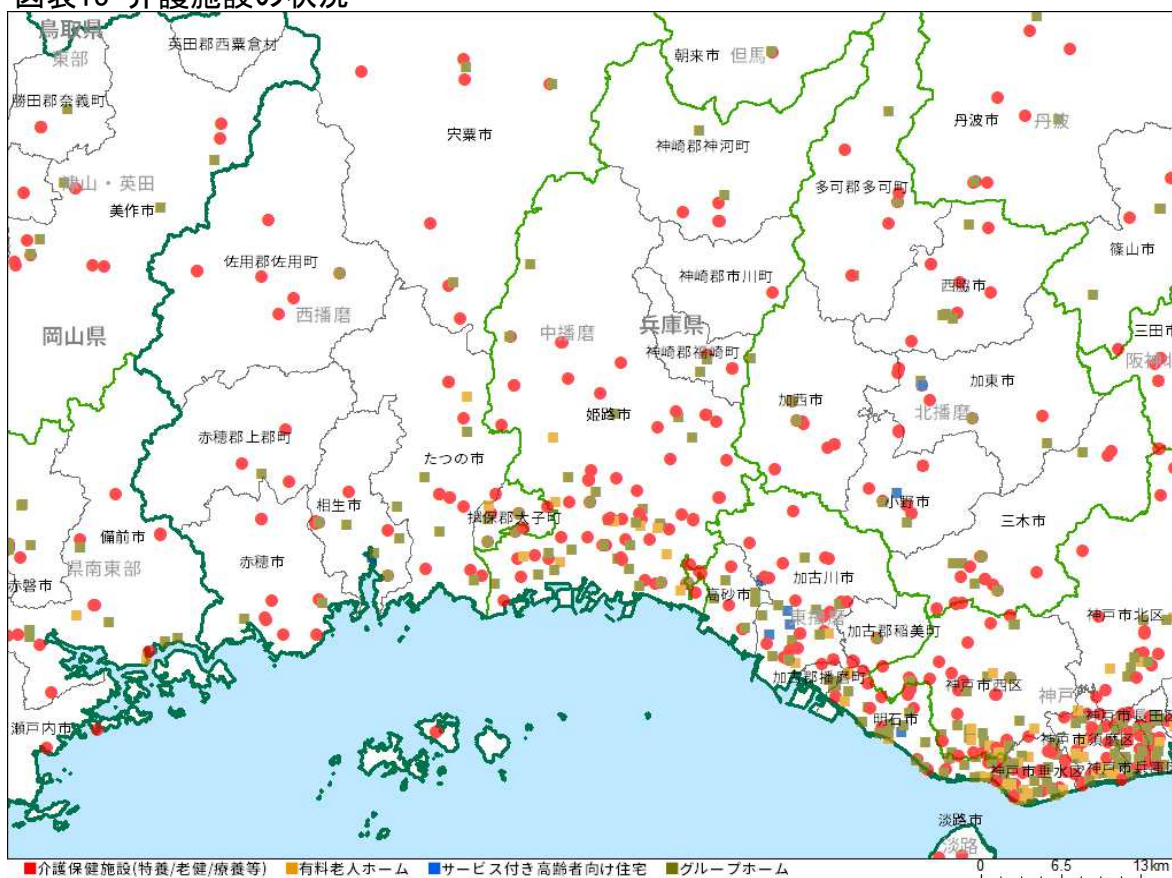 図表16 介護施設の状況
鳥取県
東部
英田郡西粟倉村
朝来市
但馬
勝田郡奈義町
宍粟市
丹波市
丹波
神崎郡神河町
多可郡多可町
津山・英田
美作市
篠山市
佐用郡佐用町
神崎郡市川町
西脇市
西播磨
岡山県
中播磨
兵庫県
三田市
神崎郡福崎町
阪神北
加東市
加西市
北播磨
姫路市
赤穂郡上郡町
たつの市
相生市
小野市
揖保郡太子町
三木市
備前市
赤穂市
県南東部
加古川市
赤磐市
高砂市
東播磨
神戸市北区
加古郡稲美町
加古郡播磨町
神戸市西区
神戸
明石市
神戸市長田区
瀬戸内市
神戸市須磨区
神戸市垂水区
神戸市兵庫区
淡路市
淡路
介護保健施設(特養/老健/療養等)
有料老人ホーム
サービス付き高齢者向け住宅
グループホーム
0 6.5 13km